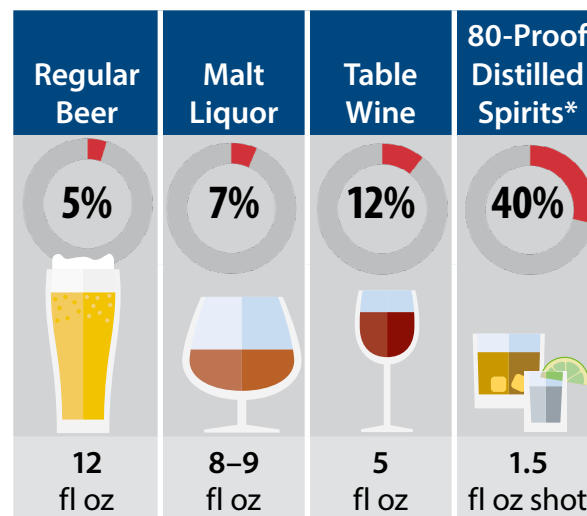 Regular
Beer
Malt
Liquor
Table
Wine
80-Proof
Distilled
Spirits*
5%
7%
12%
40%
12
fl oz
8–9
fl oz
5
fl oz
1.5
fl oz shot